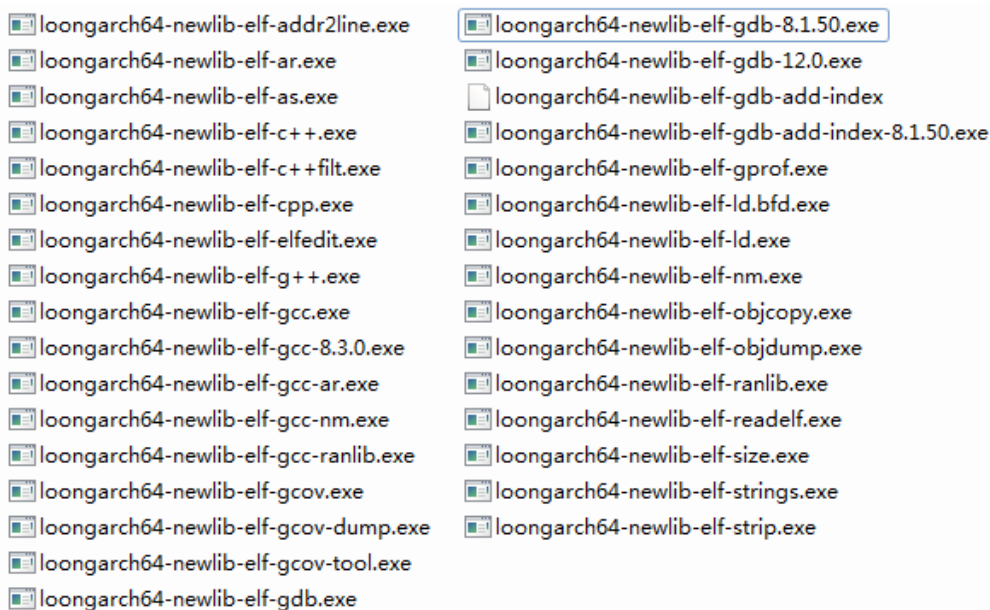 loongarch64-newlib-elf-addr2line.exe
loongarch64-newlib-elf-ar.exe
loongarch64-newlib-elf-as.exe
loongarch64-newlib-elf-c++.exe
loongarch64-newlib-elf-c++filt.exe
loongarch64-newlib-elf-cpp.exe
loongarch64-newlib-elf-elfedit.exe
loongarch64-newlib-elf-g++.exe
loongarch64-newlib-elf-gcc.exe
loongarch64-newlib-elf-gcc-8.3.0.exe
loongarch64-newlib-elf-gcc-ar.exe
loongarch64-newlib-elf-gcc-nm.exe
loongarch64-newlib-elf-gcc-ranlib.exe
loongarch64-newlib-elf-gcov.exe
loongarch64-newlib-elf-gcov-dump.exe
loongarch64-newlib-elf-gcov-tool.exe
loongarch64-newlib-elf-gdb.exe
loongarch64-newlib-elf-gdb-8.1.50.exe
loongarch64-newlib-elf-gdb-12.0.exe
loongarch64-newlib-elf-gdb-add-index
loongarch64-newlib-elf-gdb-add-index-8.1.50.exe
loongarch64-newlib-elf-gprof.exe
loongarch64-newlib-elf-ld.bfd.exe
loongarch64-newlib-elf-ld.exe
loongarch64-newlib-elf-nm.exe
loongarch64-newlib-elf-objcopy.exe
loongarch64-newlib-elf-objdump.exe
loongarch64-newlib-elf-ranlib.exe
loongarch64-newlib-elf-readelf.exe
loongarch64-newlib-elf-size.exe
loongarch64-newlib-elf-strings.exe
loongarch64-newlib-elf-strip.exe